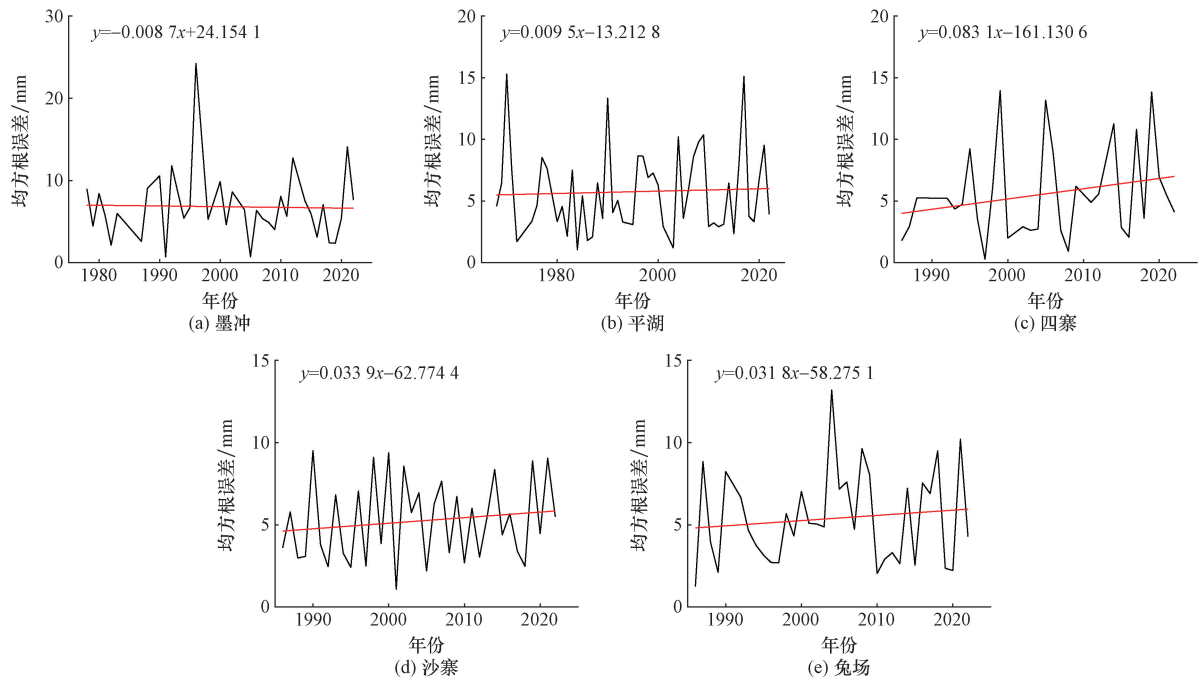 y=−0.008 7x+24.154 1
30
20
10
0
均方根误差/mm
1980 1990 2000 2010 2020
年份
(a) 墨冲
y=0.009 5x−13.212 8
20
15
10
5
0
均方根误差/mm
1980 2000 2020
年份
(b) 平湖
y=0.083 1x−161.130 6
20
15
10
5
0
均方根误差/mm
1990 2000 2010 2020
年份
(c) 四寨
y=0.033 9x−62.774 4
15
10
5
0
均方根误差/mm
1990 2000 2010 2020
年份
(d) 沙寨
y=0.031 8x−58.275 1
15
10
5
0
均方根误差/mm
1990 2000 2010 2020
年份
(e) 兔场